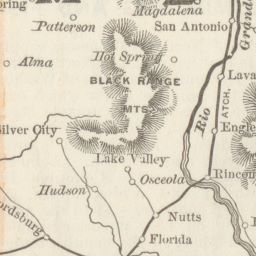 Magdalena
Patterson
San Antonio
Grande
Hot Spring
Alma
BLACK RANGE
MTS.
Lava
ATCH.
Rio
Silver City
Engle
Lake Valley
Osceola
Hudson
Rincon
Lordsburg
Nutts
Florida